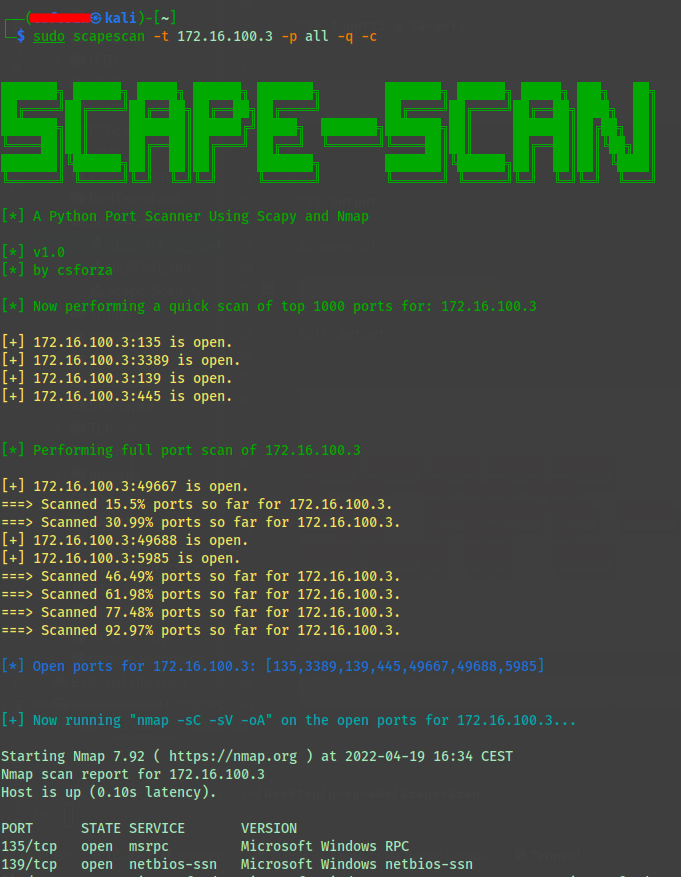 kali)-[~]
$ sudo scapescan -t 172.16.100.3 -p all -q -c
SCAPE-SCAN
[*] A Python Port Scanner Using Scapy and Nmap
[*] v1.0
[*] by csforza
[*] Now performing a quick scan of top 1000 ports for: 172.16.100.3
[+] 172.16.100.3:135 is open.
[+] 172.16.100.3:3389 is open.
[+] 172.16.100.3:139 is open.
[+] 172.16.100.3:445 is open.
[*] Performing full port scan of 172.16.100.3
[+] 172.16.100.3:49667 is open.
===> Scanned 15.5% ports so far for 172.16.100.3.
===> Scanned 30.99% ports so far for 172.16.100.3.
[+] 172.16.100.3:49688 is open.
[+] 172.16.100.3:5985 is open.
===> Scanned 46.49% ports so far for 172.16.100.3.
===> Scanned 61.98% ports so far for 172.16.100.3.
===> Scanned 77.48% ports so far for 172.16.100.3.
===> Scanned 92.97% ports so far for 172.16.100.3.
[*] Open ports for 172.16.100.3: [135,3389,139,445,49667,49688,5985]
[+] Now running "nmap -sC -sV -oA" on the open ports for 172.16.100.3...
Starting Nmap 7.92 ( https://nmap.org ) at 2022-04-19 16:34 CEST
Nmap scan report for 172.16.100.3
Host is up (0.10s latency).
PORT STATE SERVICE VERSION
135/tcp open msrpc Microsoft Windows RPC
139/tcp open netbios-ssn Microsoft Windows netbios-ssn